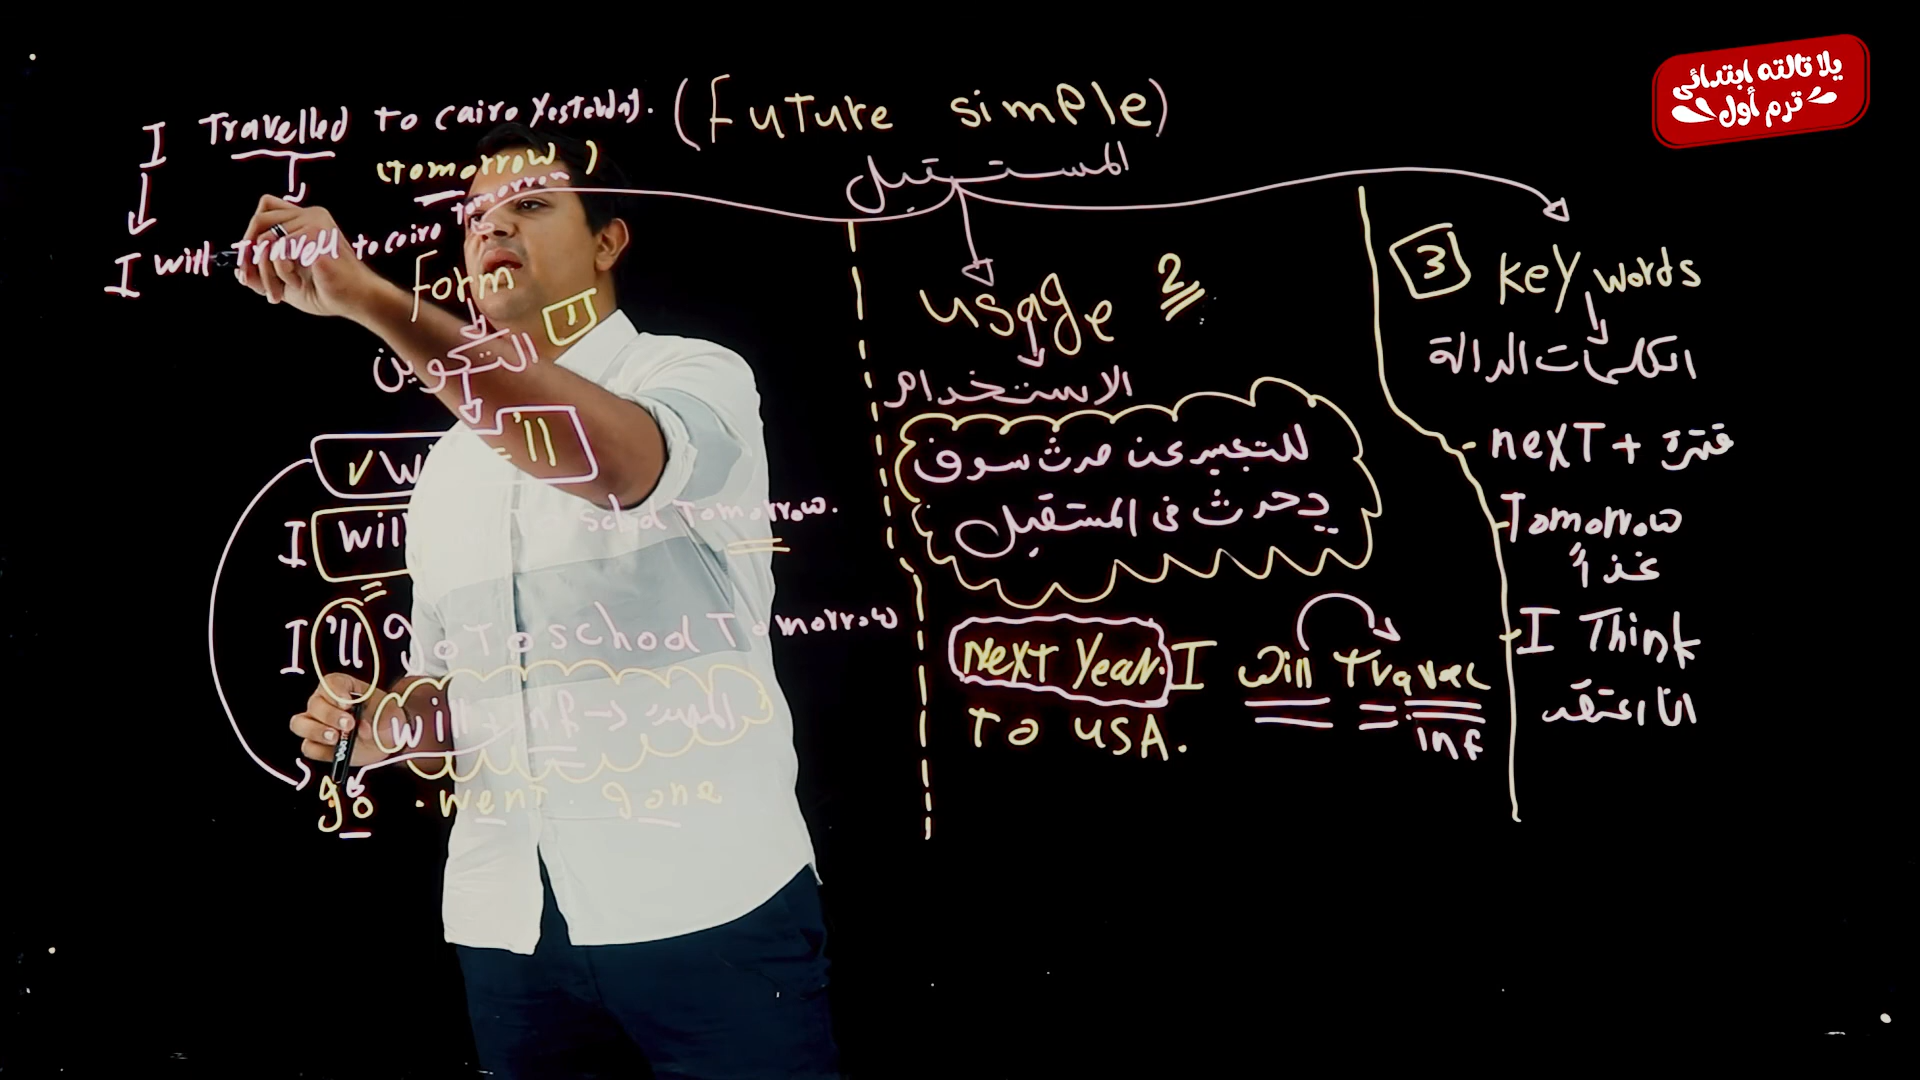 يلا تالته ابتدائى
ترم أول
(Future simple)
المستقبل
I Travelled to cairo Yesterday.
(tomorrow)
I will Travell to cairo tomorrow
Form
1
التكوين
will = 'll
I will school Tomorrow.
I 'll go To school Tomorrow
will + inf → المصدر
go . went . gone
usage 2
الاستخدام
للتعبير عن حدث سوف
يحدث فى المستقبل
Next Year. I will Travel
To USA.
inf
3 Key words
الكلمات الدالة
- next + فترة
- Tomorrow
غداً
- I Think
انا اعتقد